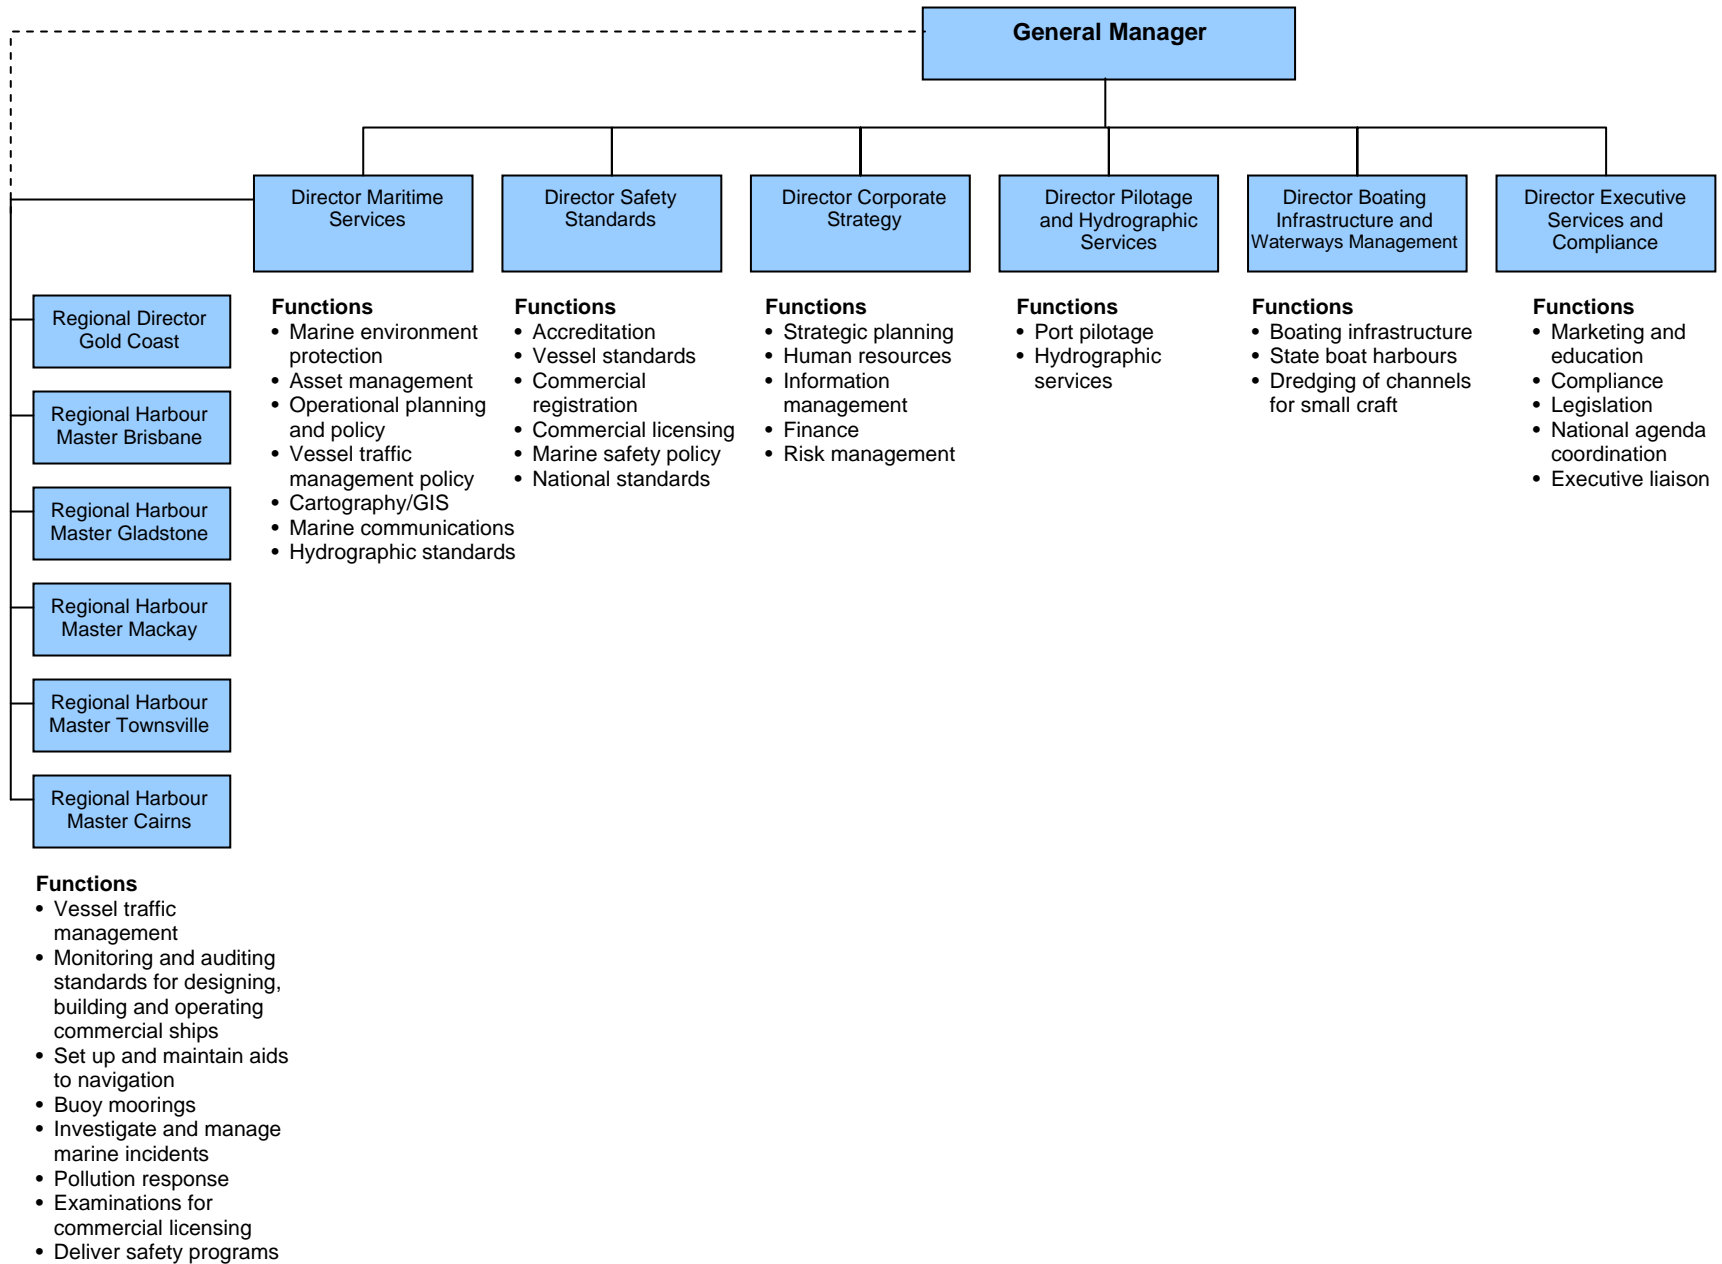 General Manager
Director Maritime
Services
Director Safety
Standards
Director Corporate
Strategy
Director Pilotage
and Hydrographic
Services
Director Boating
Infrastructure and
Waterways Management
Director Executive
Services and
Compliance
Regional Director
Gold Coast
Regional Harbour
Master Brisbane
Regional Harbour
Master Gladstone
Regional Harbour
Master Mackay
Regional Harbour
Master Townsville
Regional Harbour
Master Cairns
Functions
• Vessel traffic
management
• Monitoring and auditing
standards for designing,
building and operating
commercial ships
• Set up and maintain aids
to navigation
• Buoy moorings
• Investigate and manage
marine incidents
• Pollution response
• Examinations for
commercial licensing
• Deliver safety programs
Functions
• Marine environment
protection
• Asset management
• Operational planning
and policy
• Vessel traffic
management policy
• Cartography/GIS
• Marine communications
• Hydrographic standards
Functions
• Accreditation
• Vessel standards
• Commercial
registration
• Commercial licensing
• Marine safety policy
• National standards
Functions
• Strategic planning
• Human resources
• Information
management
• Finance
• Risk management
Functions
• Port pilotage
• Hydrographic
services
Functions
• Boating infrastructure
• State boat harbours
• Dredging of channels
for small craft
Functions
• Marketing and
education
• Compliance
• Legislation
• National agenda
coordination
• Executive liaison